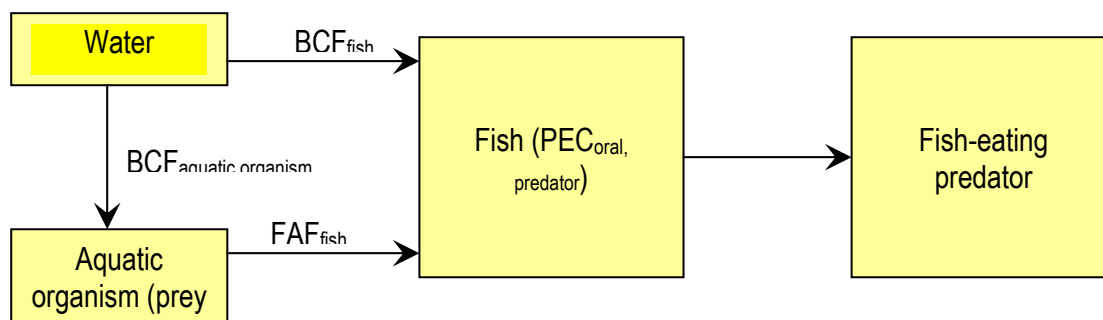 Water
BCFfish
BCFaquatic organism
FAFfish
Aquatic
organism (prey
Fish (PECoral,
predator)
Fish-eating
predator